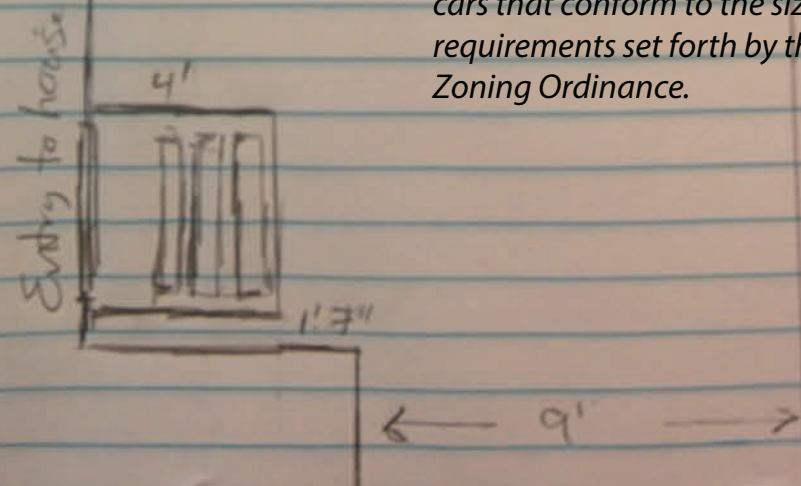 cars that conform to the siz
requirements set forth by th
Zoning Ordinance.
4'
Entry to house
1'7"
9'